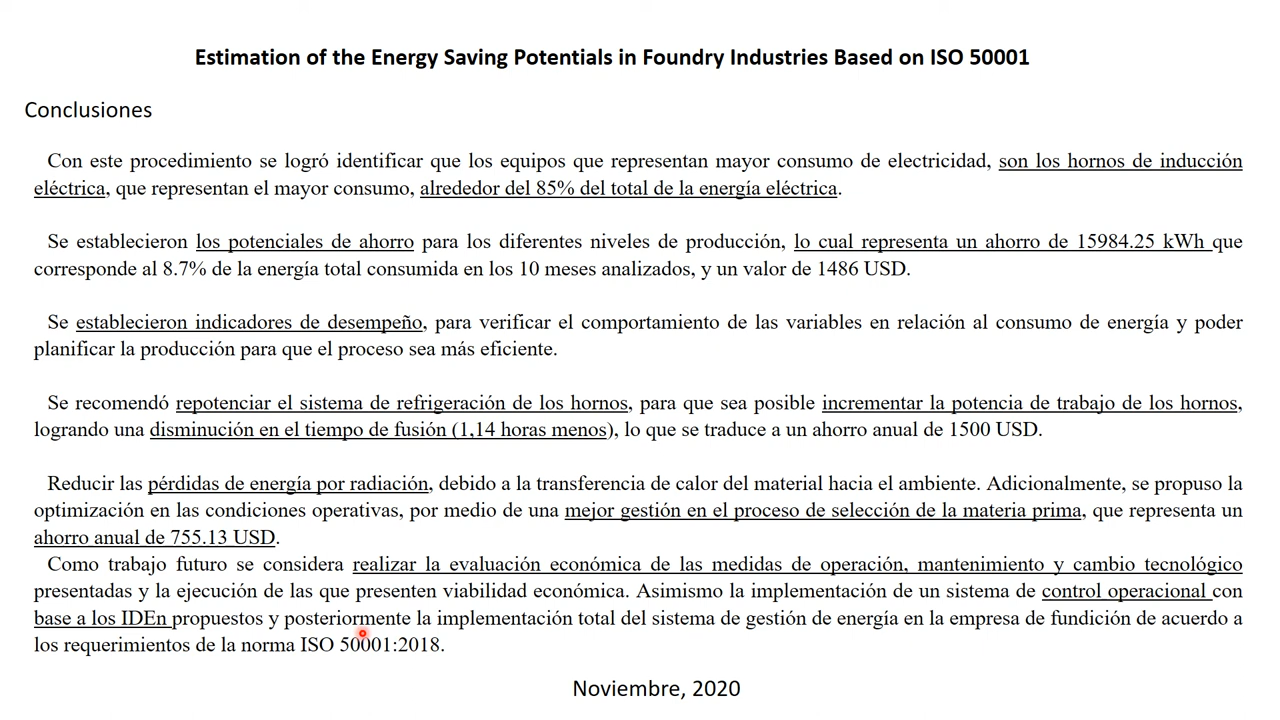 Estimation of the Energy Saving Potentials in Foundry Industries Based on ISO 50001
Conclusiones
Con este procedimiento se logró identificar que los equipos que representan mayor consumo de electricidad, son los hornos de inducción
eléctrica, que representan el mayor consumo, alrededor del 85% del total de la energía eléctrica.
Se establecieron los potenciales de ahorro para los diferentes niveles de producción, lo cual representa un ahorro de 15984.25 kWh que
corresponde al 8.7% de la energía total consumida en los 10 meses analizados, y un valor de 1486 USD.
Se establecieron indicadores de desempeño, para verificar el comportamiento de las variables en relación al consumo de energía y poder
planificar la producción para que el proceso sea más eficiente.
Se recomendó repotenciar el sistema de refrigeración de los hornos, para que sea posible incrementar la potencia de trabajo de los hornos,
logrando una disminución en el tiempo de fusión (1,14 horas menos), lo que se traduce a un ahorro anual de 1500 USD.
Reducir las pérdidas de energía por radiación, debido a la transferencia de calor del material hacia el ambiente. Adicionalmente, se propuso la
optimización en las condiciones operativas, por medio de una mejor gestión en el proceso de selección de la materia prima, que representa un
ahorro anual de 755.13 USD.
Como trabajo futuro se considera realizar la evaluación económica de las medidas de operación, mantenimiento y cambio tecnológico
presentadas y la ejecución de las que presenten viabilidad económica. Asimismo la implementación de un sistema de control operacional con
base a los IDEn propuestos y posteriormente la implementación total del sistema de gestión de energía en la empresa de fundición de acuerdo a
los requerimientos de la norma ISO 50001:2018.
Noviembre, 2020